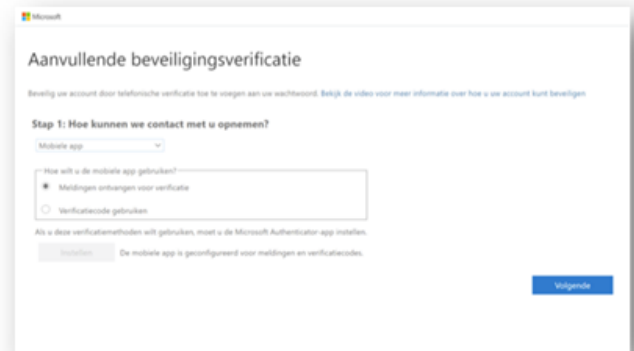 Microsoft
Aanvullende beveiligingsverificatie
Beveilig uw account door telefonische verificatie toe te voegen aan uw wachtwoord. Bekijk de video voor meer informatie over hoe u uw account kunt beveiligen
Stap 1: Hoe kunnen we contact met u opnemen?
Mobiele app
Hoe wilt u de mobiele app gebruiken?
Meldingen ontvangen voor verificatie
Verificatiecode gebruiken
Als u deze verificatiemethoden wilt gebruiken, moet u de Microsoft Authenticator-app instellen.
Instellen De mobiele app is geconfigureerd voor meldingen en verificatiecodes.
Volgende